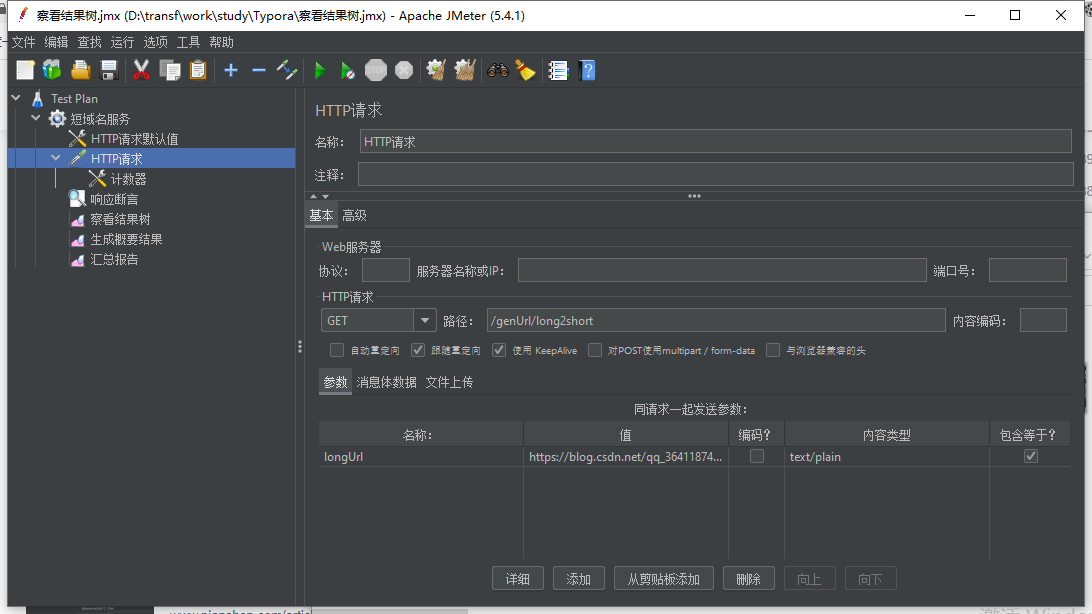 察看结果树.jmx (D:\transf\work\study\Typora\察看结果树.jmx) - Apache JMeter (5.4.1)
文件 编辑 查找 运行 选项 工具 帮助
STOP
Test Plan
短域名服务
HTTP请求默认值
HTTP请求
计数器
响应断言
察看结果树
生成概要结果
汇总报告
HTTP请求
名称： HTTP请求
注释：
基本 高级
Web服务器
协议： 服务器名称或IP： 端口号：
HTTP请求
GET 路径： /genUrl/long2short 内容编码：
自动重定向 跟随重定向 使用 KeepAlive 对POST使用multipart / form-data 与浏览器兼容的头
参数 消息体数据 文件上传
同请求一起发送参数：
名称： 值 编码？ 内容类型 包含等于？
longUrl https://blog.csdn.net/qq_36411874... text/plain
详细 添加 从剪贴板添加 删除 向上 向下